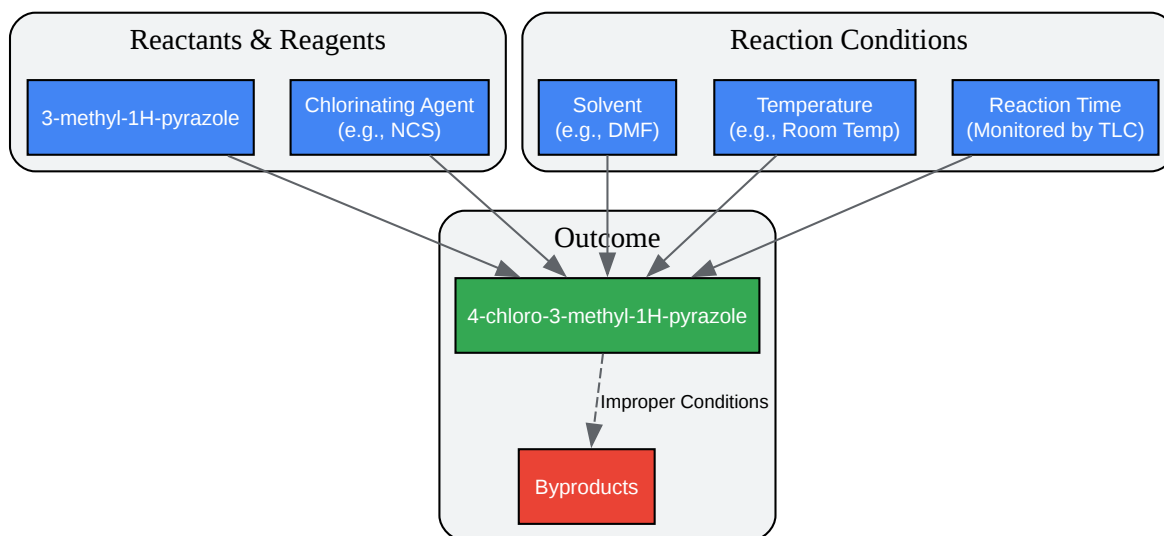 Reactants & Reagents
3-methyl-1H-pyrazole
Chlorinating Agent
(e.g., NCS)
Reaction Conditions
Solvent
(e.g., DMF)
Temperature
(e.g., Room Temp)
Reaction Time
(Monitored by TLC)
Outcome
4-chloro-3-methyl-1H-pyrazole
Improper Conditions
Byproducts